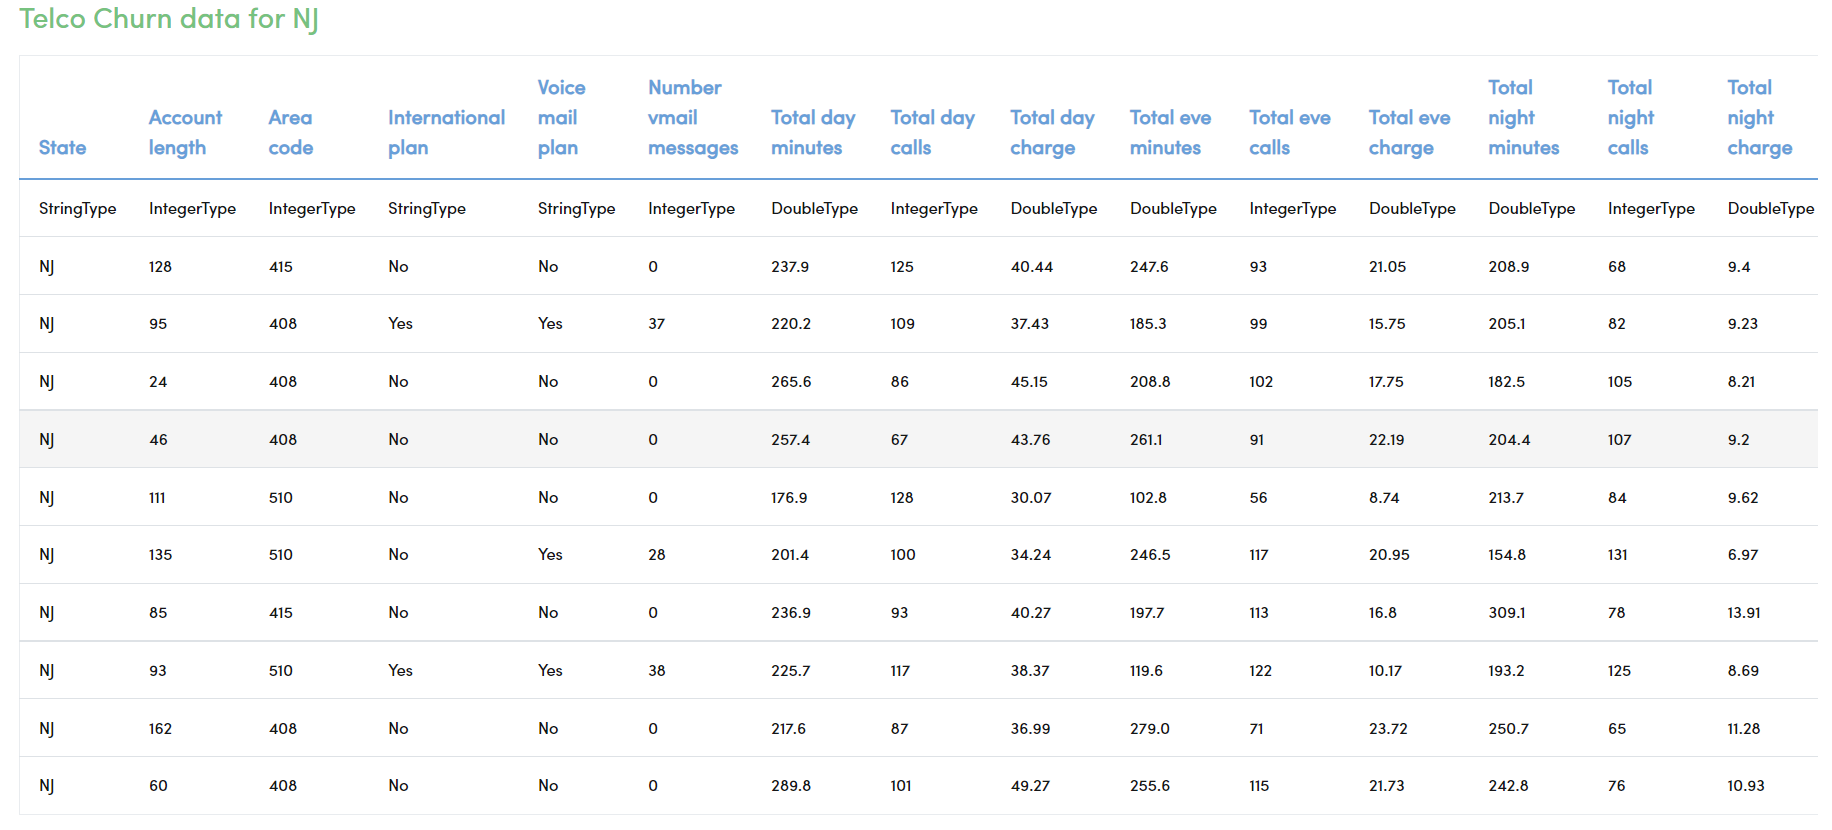 Telco Churn data for NJ
State Account length Area code International plan Voice mail plan Number vmail messages Total day minutes Total day calls Total day charge Total eve minutes Total eve calls Total eve charge Total night minutes Total night calls Total night charge
StringType IntegerType IntegerType StringType StringType IntegerType DoubleType IntegerType DoubleType DoubleType IntegerType DoubleType DoubleType IntegerType DoubleType
NJ 128 415 No No 0 237.9 125 40.44 247.6 93 21.05 208.9 68 9.4
NJ 95 408 Yes Yes 37 220.2 109 37.43 185.3 99 15.75 205.1 82 9.23
NJ 24 408 No No 0 265.6 86 45.15 208.8 102 17.75 182.5 105 8.21
NJ 46 408 No No 0 257.4 67 43.76 261.1 91 22.19 204.4 107 9.2
NJ 111 510 No No 0 176.9 128 30.07 102.8 56 8.74 213.7 84 9.62
NJ 135 510 No Yes 28 201.4 100 34.24 246.5 117 20.95 154.8 131 6.97
NJ 85 415 No No 0 236.9 93 40.27 197.7 113 16.8 309.1 78 13.91
NJ 93 510 Yes Yes 38 225.7 117 38.37 119.6 122 10.17 193.2 125 8.69
NJ 162 408 No No 0 217.6 87 36.99 279.0 71 23.72 250.7 65 11.28
NJ 60 408 No No 0 289.8 101 49.27 255.6 115 21.73 242.8 76 10.93